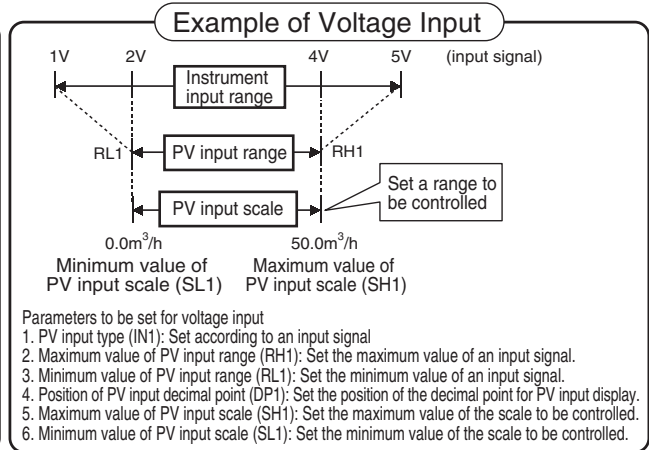 Example of Voltage Input
1V 2V 4V 5V (input signal)
Instrument
input range
RL1 PV input range RH1
Set a range to
be controlled
PV input scale
0.0m³/h 50.0m³/h
Minimum value of Maximum value of
PV input scale (SL1) PV input scale (SH1)
Parameters to be set for voltage input
1. PV input type (IN1): Set according to an input signal
2. Maximum value of PV input range (RH1): Set the maximum value of an input signal.
3. Minimum value of PV input range (RL1): Set the minimum value of an input signal.
4. Position of PV input decimal point (DP1): Set the position of the decimal point for PV input display.
5. Maximum value of PV input scale (SH1): Set the maximum value of the scale to be controlled.
6. Minimum value of PV input scale (SL1): Set the minimum value of the scale to be controlled.